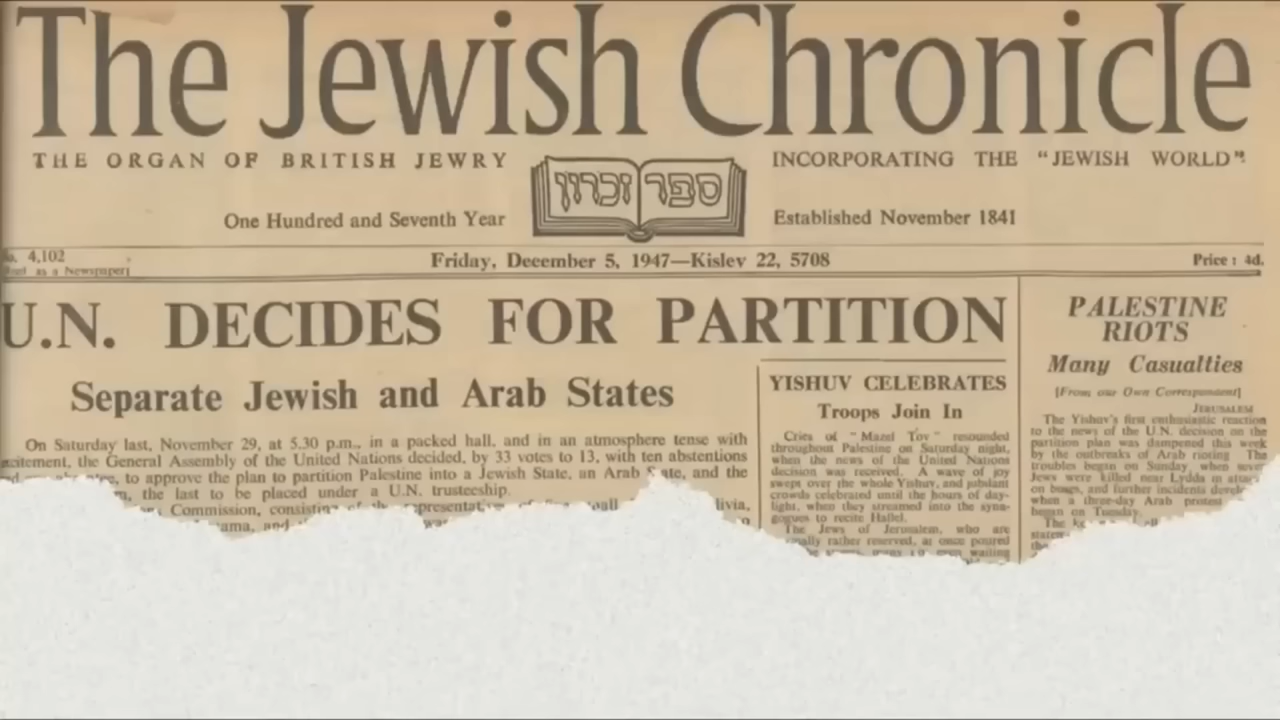 The Jewish Chronicle
THE ORGAN OF BRITISH JEWRY
INCORPORATING THE "JEWISH WORLD"
ספר זכרון
One Hundred and Seventh Year
Established November 1841
4,102
as a Newspaper]
Friday, December 5, 1947—Kislev 22, 5708
Price : 4d.
U.N. DECIDES FOR PARTITION
Separate Jewish and Arab States
On Saturday last, November 29, at 5.30 p.m., in a packed hall, and in an atmosphere tense with
the General Assembly of the United Nations decided, by 33 votes to 13, with ten abstentions
to approve the plan to partition Palestine into a Jewish State, an Arab and the
the last to be placed under a U.N. trusteeship.
Commission,
and
YISHUV CELEBRATES
Troops Join In
Cries of "Mazel Tov" resounded
throughout Palestine on Saturday night,
when the news of the United Nations
decision was received. A wave of joy
swept over the whole Yishuv, and jubilant
crowds celebrated until the hours of day-
light, when they streamed into the syna-
gogues to recite Hallel.
The Jews of Jerusalem, who are
rather reserved, at once poured
waiting
PALESTINE
RIOTS
Many Casualties
[From our Own Correspondent]
JERUSALEM
The Yishuv's first enthusiastic reaction
to the news of the U.N. decision on the
partition plan was dampened this week
by the outbreaks of Arab rioting. The
troubles began on Sunday, when
Jews were killed near Lydda in
on buses, and further incidents
when a three-day Arab protest
began on Tuesday.
The